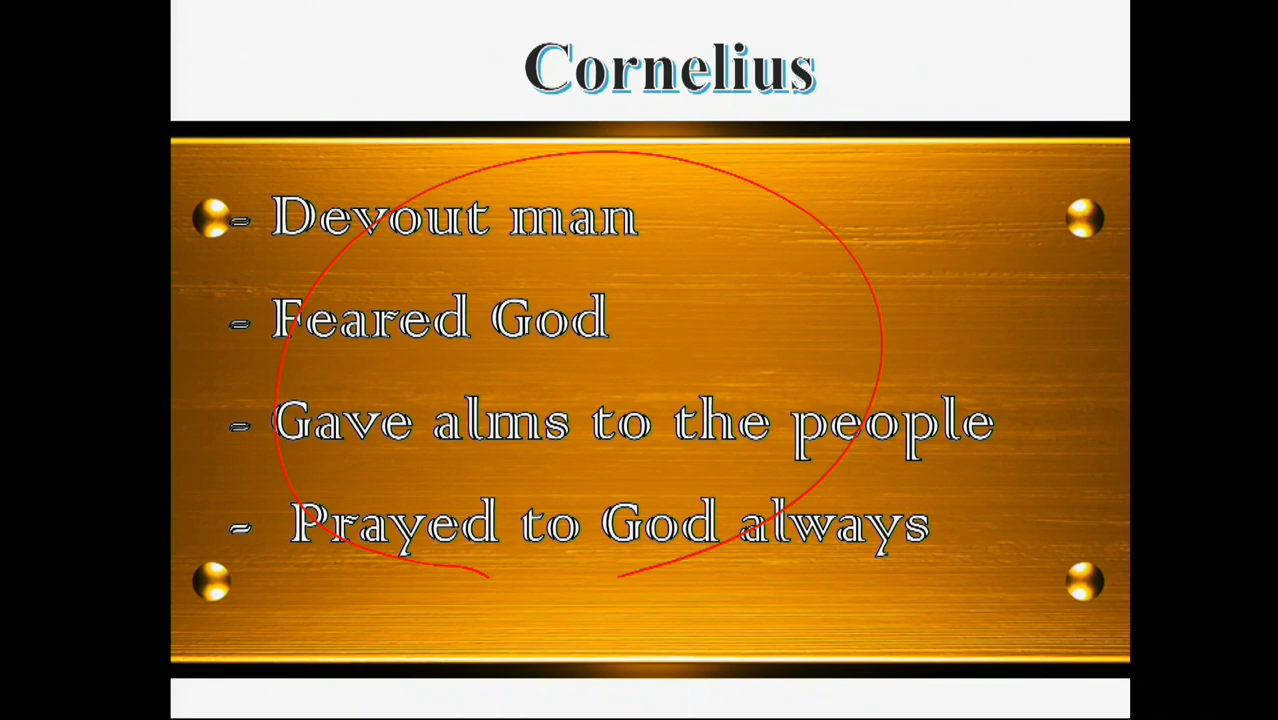 Cornelius
- Devout man
- Feared God
- Gave alms to the people
- Prayed to God always